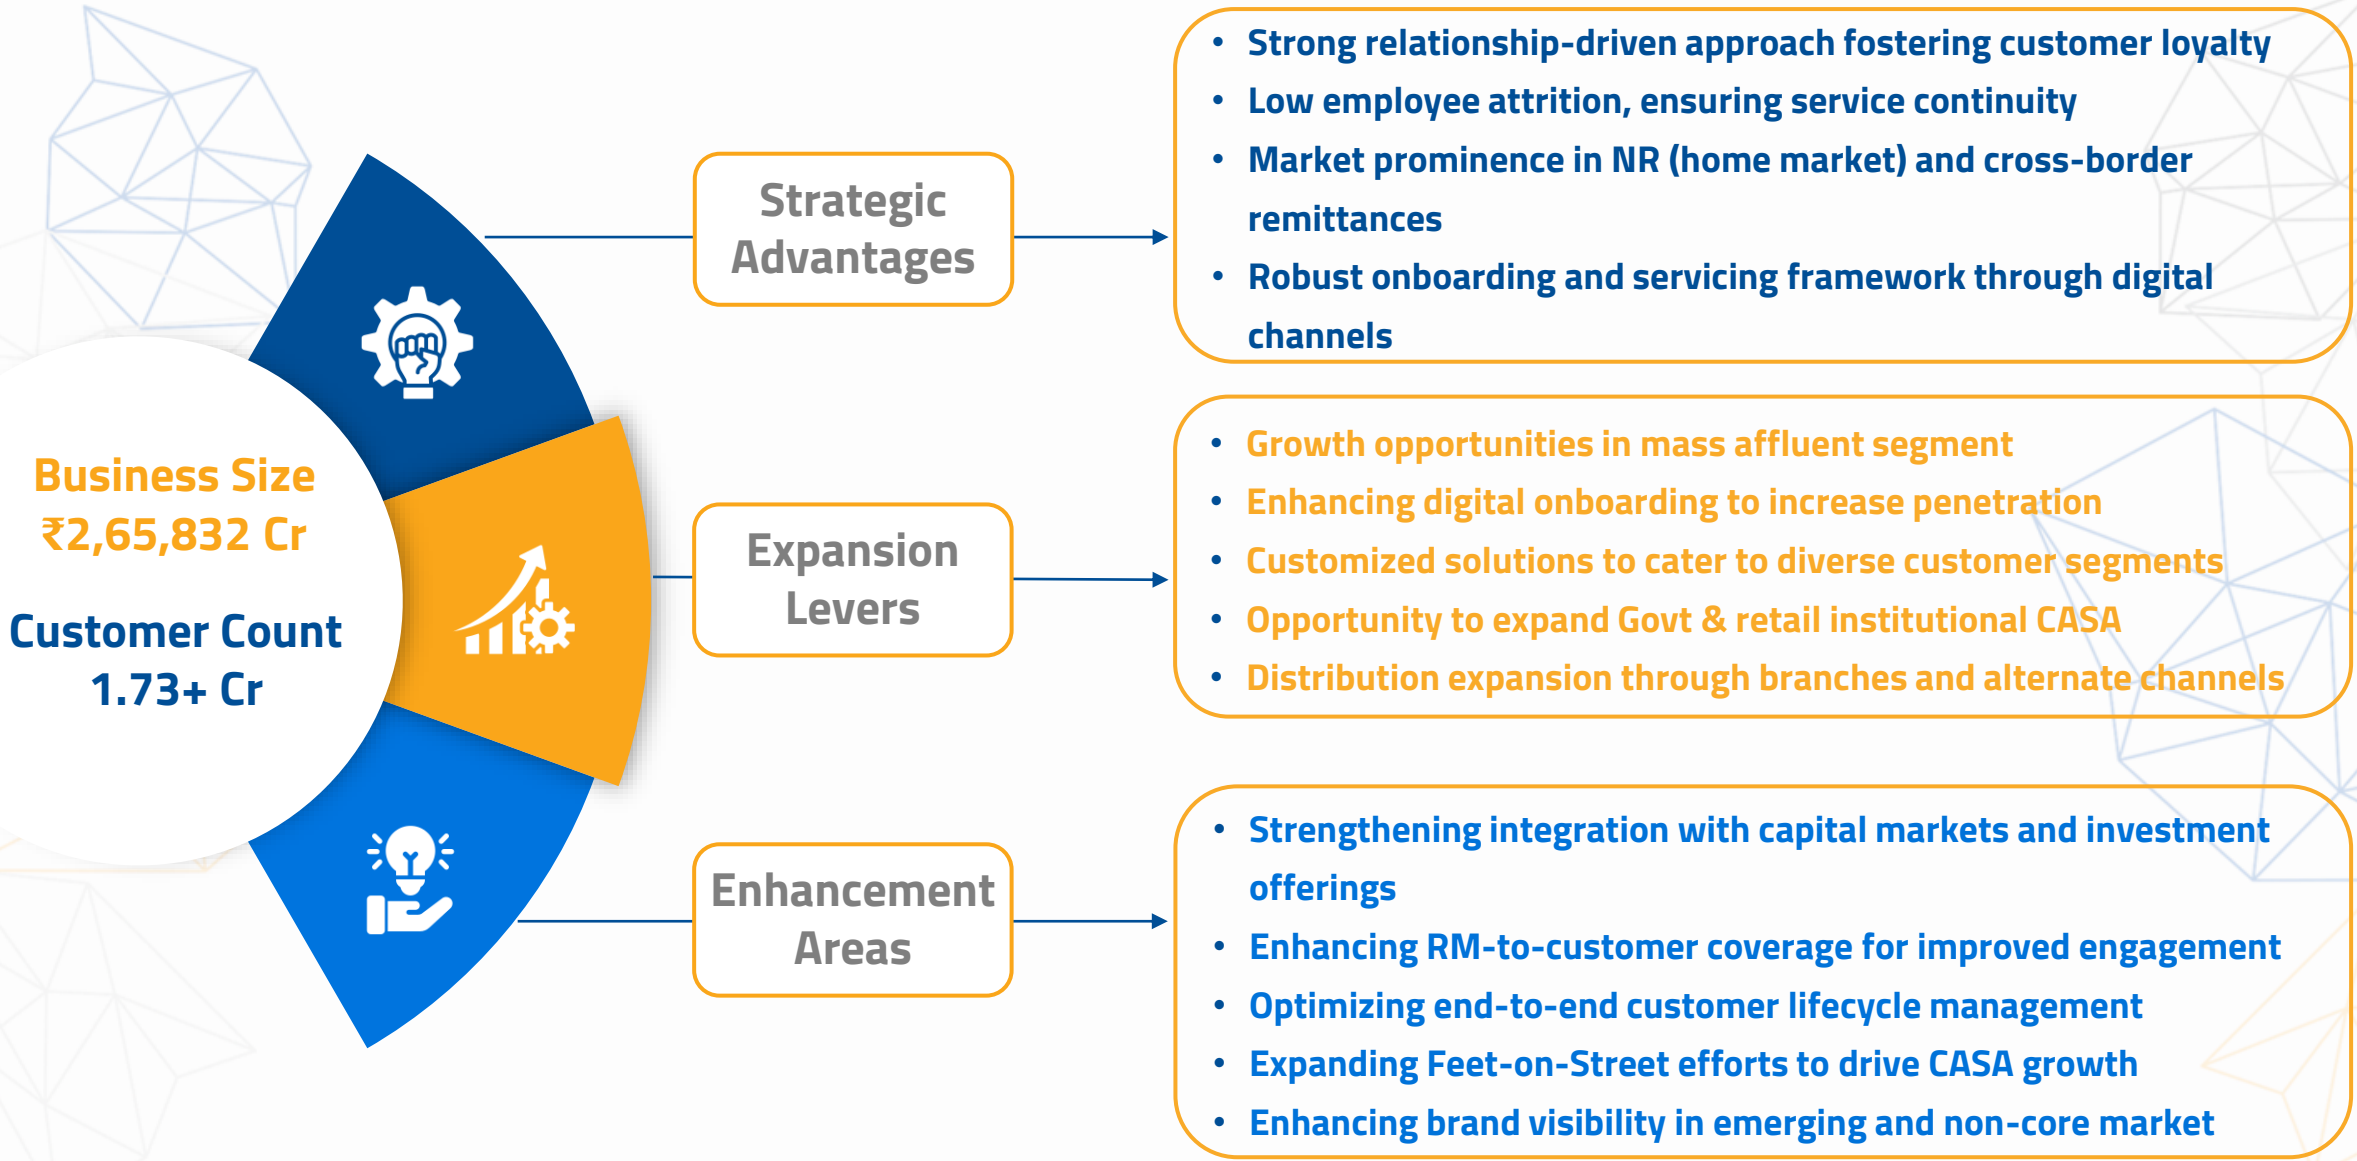 Business Size
₹2,65,832 Cr
Customer Count
1.73+ Cr
Strategic
Advantages
• Strong relationship-driven approach fostering customer loyalty
• Low employee attrition, ensuring service continuity
• Market prominence in NR (home market) and cross-border
remittances
• Robust onboarding and servicing framework through digital
channels
Expansion
Levers
• Growth opportunities in mass affluent segment
• Enhancing digital onboarding to increase penetration
• Customized solutions to cater to diverse customer segments
• Opportunity to expand Govt & retail institutional CASA
• Distribution expansion through branches and alternate channels
Enhancement
Areas
• Strengthening integration with capital markets and investment
offerings
• Enhancing RM-to-customer coverage for improved engagement
• Optimizing end-to-end customer lifecycle management
• Expanding Feet-on-Street efforts to drive CASA growth
• Enhancing brand visibility in emerging and non-core market